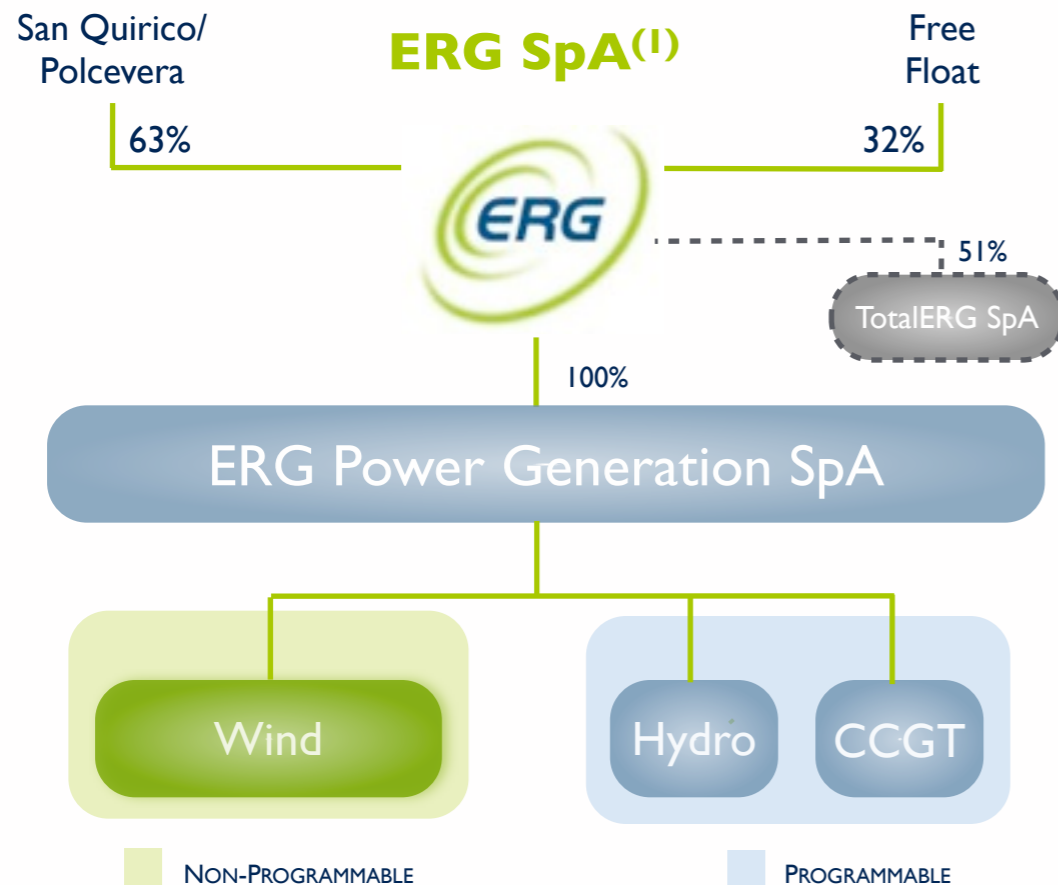 San Quirico/
Polcevera
ERG SpA(1)
Free
Float
63%
32%
ERG
51%
TotalERG SpA
100%
ERG Power Generation SpA
Wind
Hydro
CCGT
NON-PROGRAMMABLE
PROGRAMMABLE